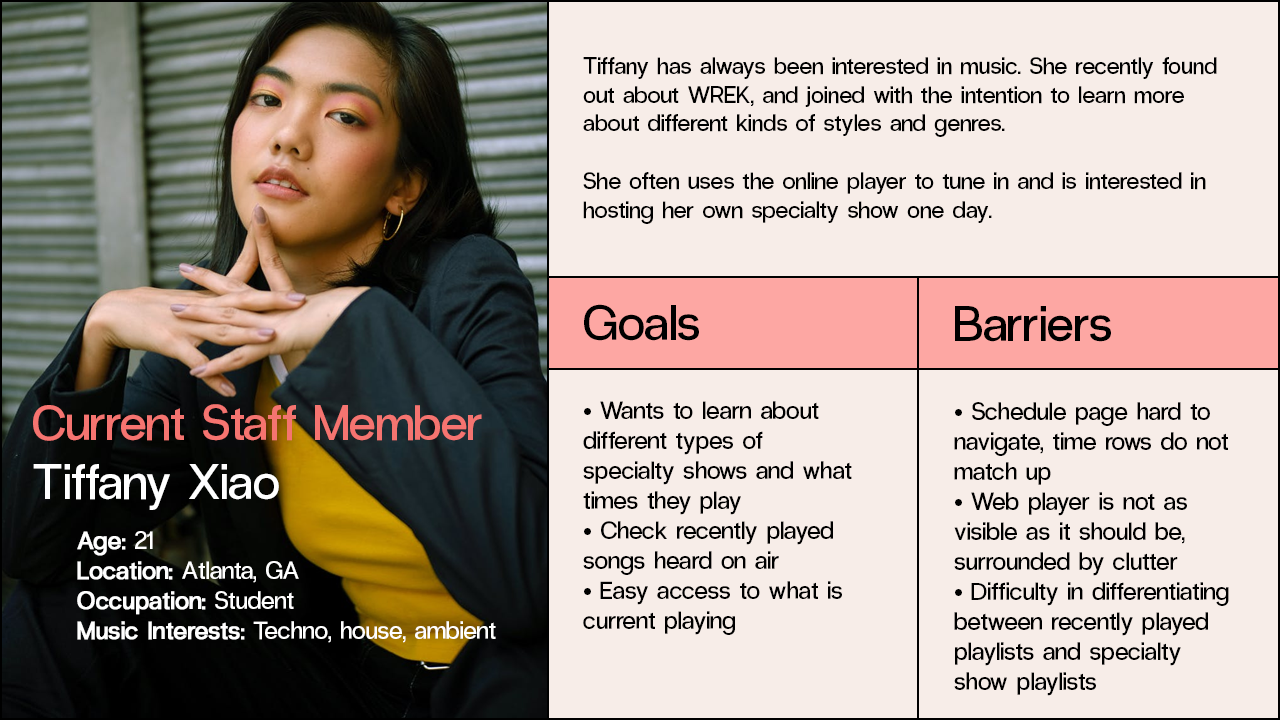 Current Staff Member
Tiffany Xiao
Age: 21
Location: Atlanta, GA
Occupation: Student
Music Interests: Techno, house, ambient
Tiffany has always been interested in music. She recently found
out about WREK, and joined with the intention to learn more
about different kinds of styles and genres.
She often uses the online player to tune in and is interested in
hosting her own specialty show one day.
Goals
• Wants to learn about
different types of
specialty shows and what
times they play
• Check recently played
songs heard on air
• Easy access to what is
current playing
Barriers
• Schedule page hard to
navigate, time rows do not
match up
• Web player is not as
visible as it should be,
surrounded by clutter
• Difficulty in differentiating
between recently played
playlists and specialty
show playlists